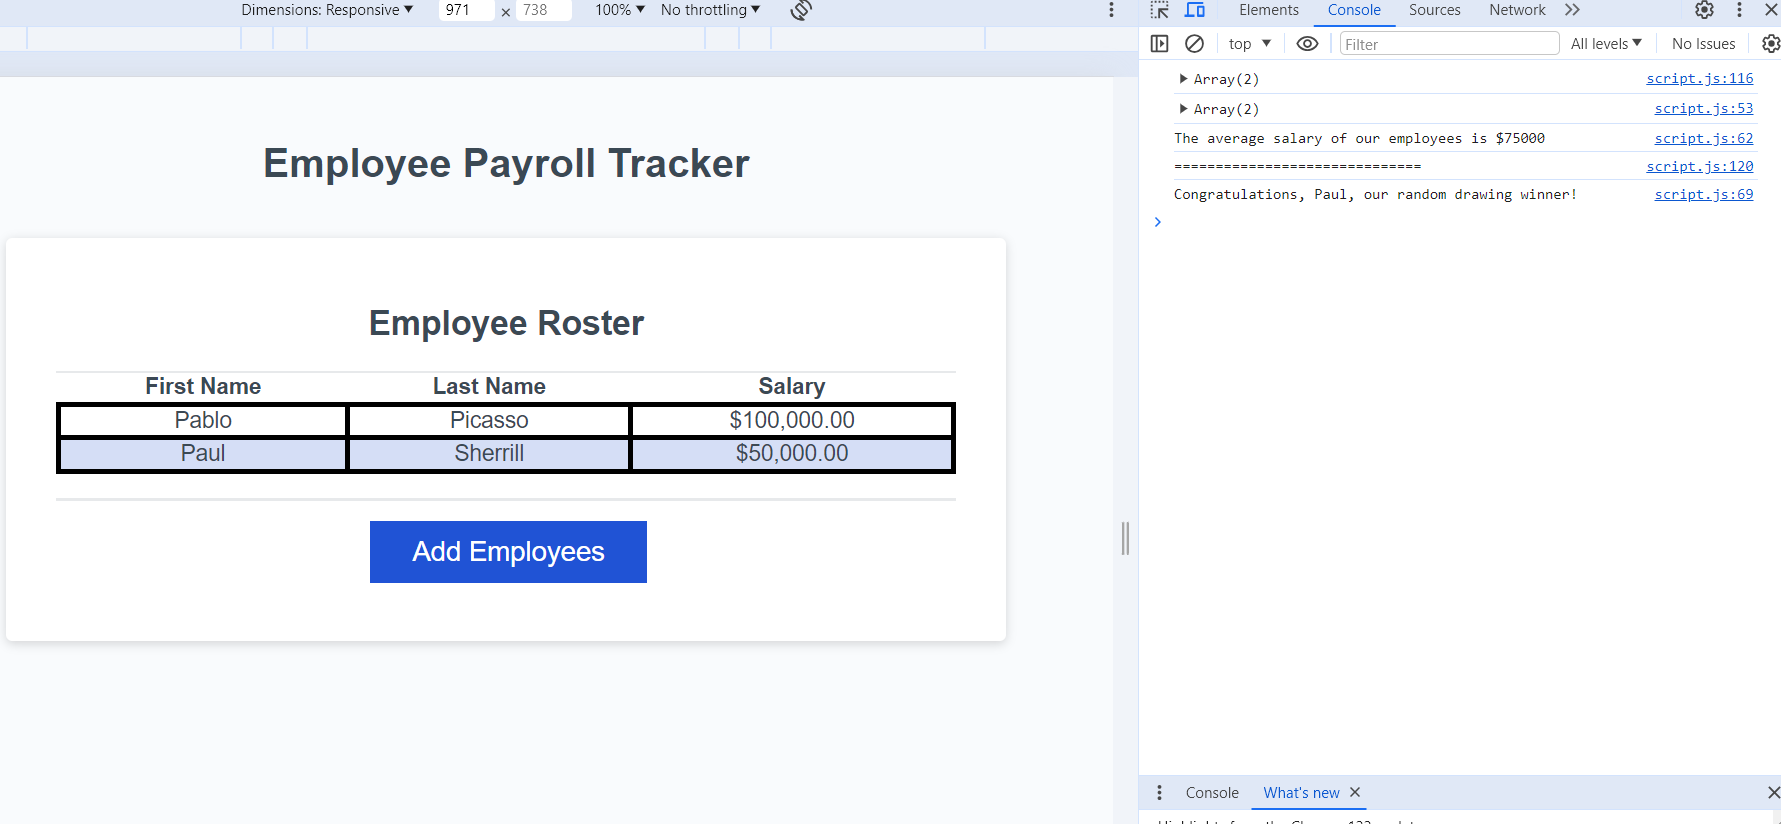 Dimensions: Responsive ▼ 971 × 738 100% ▼ No throttling ▼
Elements Console Sources Network
top ▼ Filter All levels ▼ No Issues
▶ Array(2) script.js:116
▶ Array(2) script.js:53
The average salary of our employees is $75000 script.js:62
============================== script.js:120
Congratulations, Paul, our random drawing winner! script.js:69
Employee Payroll Tracker
Employee Roster
First Name Last Name Salary
Pablo Picasso $100,000.00
Paul Sherrill $50,000.00
Add Employees
Console What's new